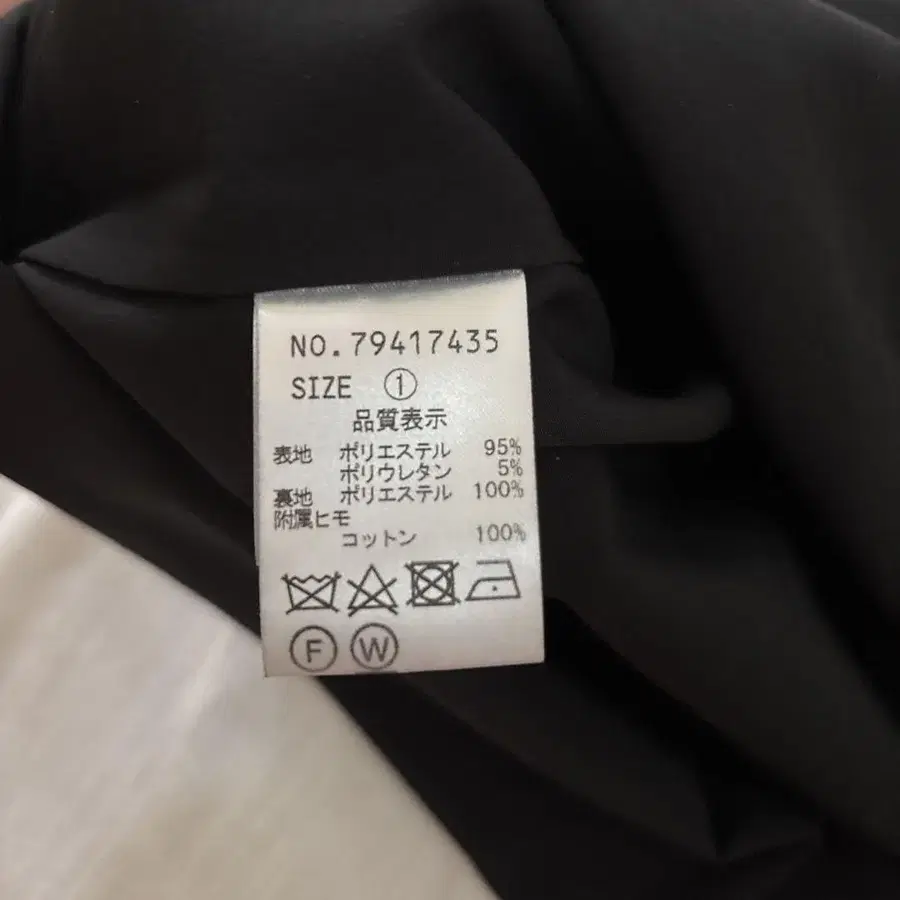 NO.79417435
SIZE ①
品質表示
表地 ポリエステル 95%
ポリウレタン 5%
裏地 ポリエステル 100%
附属ヒモ
コットン 100%
Ⓕ Ⓦ